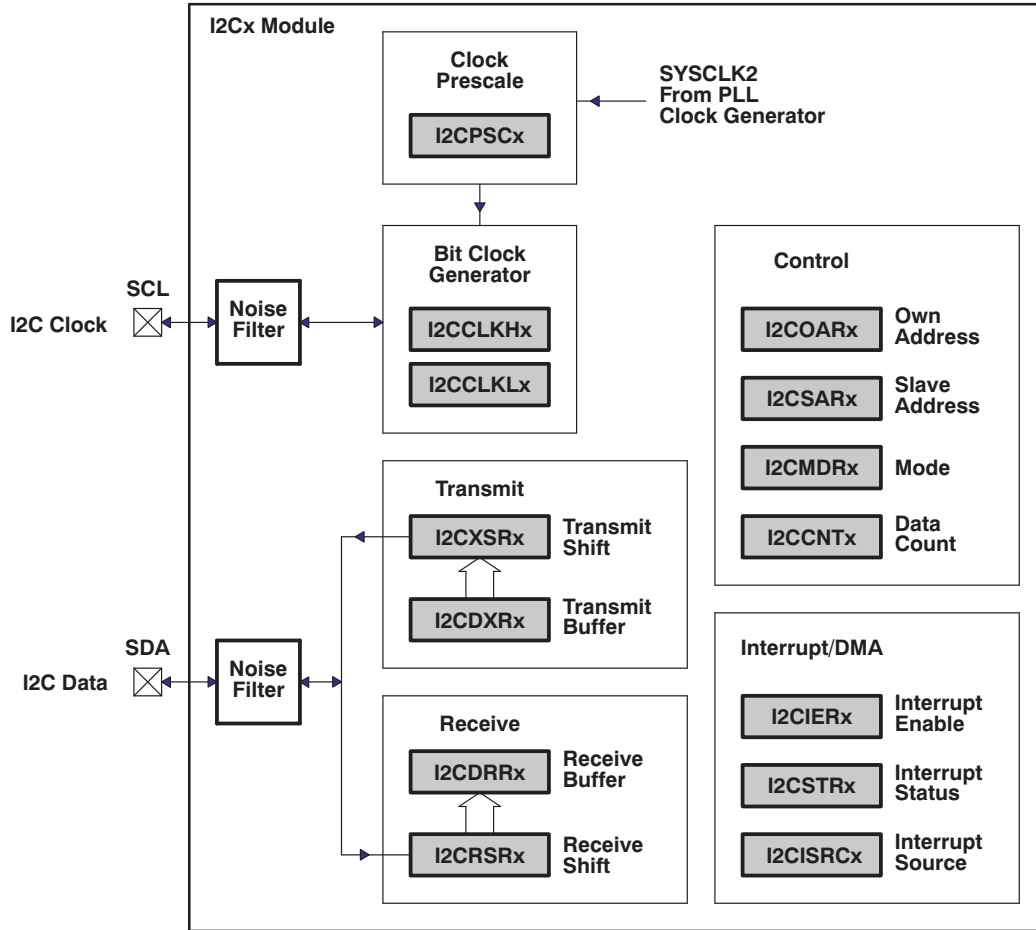 I2Cx Module
Clock
Prescale
I2CPSCx
SYSCLK2
From PLL
Clock Generator
Bit Clock
Generator
I2CCLKHx
I2CCLKLx
SCL
I2C Clock
Noise
Filter
Control
I2COARx
Own
Address
I2CSARx
Slave
Address
I2CMDRx
Mode
I2CCNTx
Data
Count
Transmit
I2CXSRx
Transmit
Shift
I2CDXRx
Transmit
Buffer
SDA
I2C Data
Noise
Filter
Receive
I2CDRRx
Receive
Buffer
I2CRSRx
Receive
Shift
Interrupt/DMA
I2CIERx
Interrupt
Enable
I2CSTRx
Interrupt
Status
I2CISRCx
Interrupt
Source